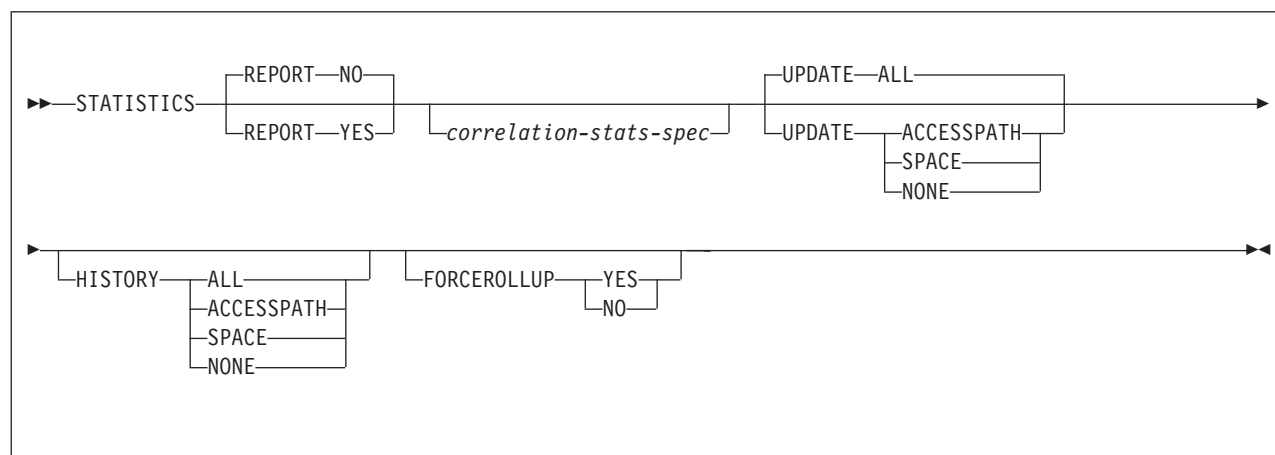 REPORT NO UPDATE ALL
STATISTICS
REPORT YES correlation-stats-spec UPDATE ACCESSPATH
SPACE
NONE
HISTORY ALL FORCEROLLUP YES
ACCESSPATH NO
SPACE
NONE